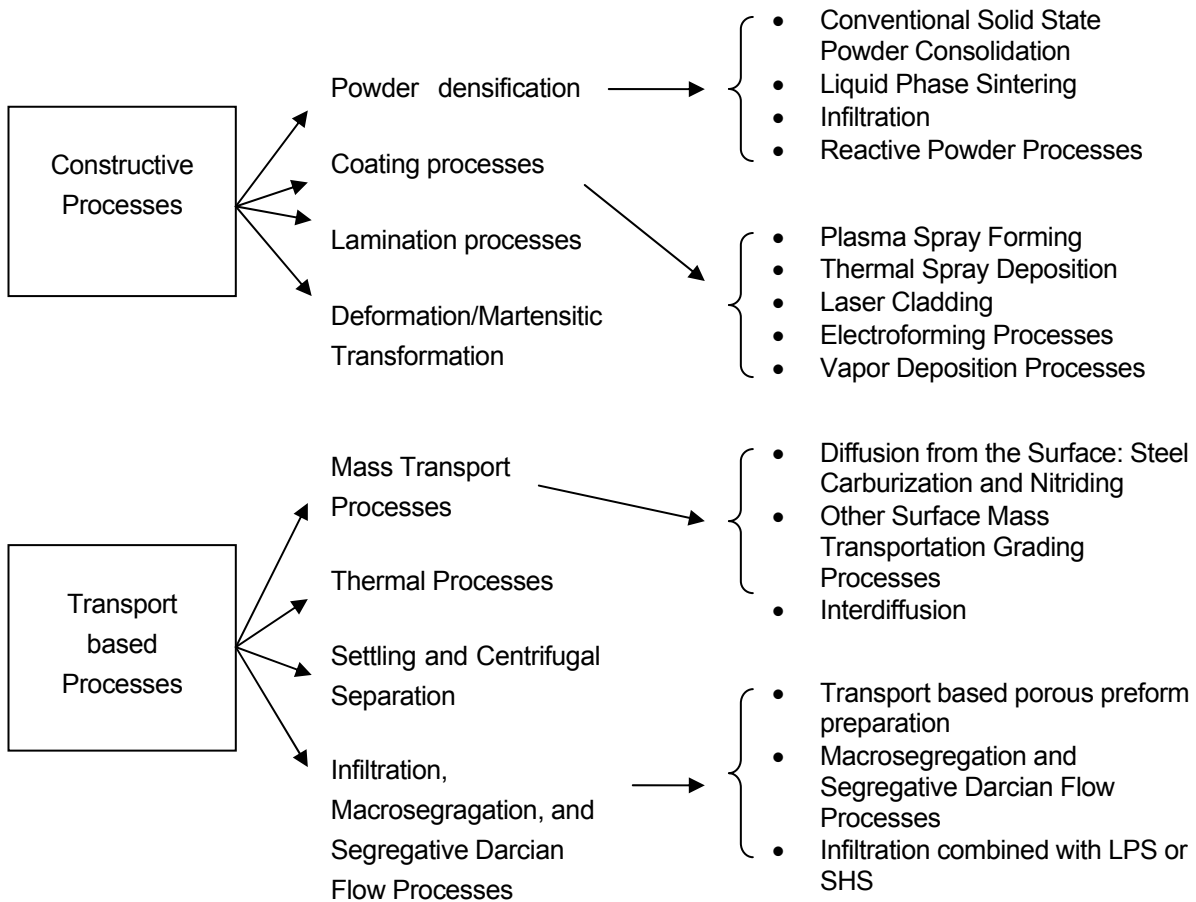 Constructive
Processes
Powder densification
Coating processes
Lamination processes
Deformation/Martensitic
Transformation
• Conventional Solid State
Powder Consolidation
• Liquid Phase Sintering
• Infiltration
• Reactive Powder Processes
• Plasma Spray Forming
• Thermal Spray Deposition
• Laser Cladding
• Electroforming Processes
• Vapor Deposition Processes
Transport
based
Processes
Mass Transport
Processes
Thermal Processes
Settling and Centrifugal
Separation
Infiltration,
Macrosegragation, and
Segregative Darcian
Flow Processes
• Diffusion from the Surface: Steel
Carburization and Nitriding
• Other Surface Mass
Transportation Grading
Processes
• Interdiffusion
• Transport based porous preform
preparation
• Macrosegregation and
Segregative Darcian Flow
Processes
• Infiltration combined with LPS or
SHS